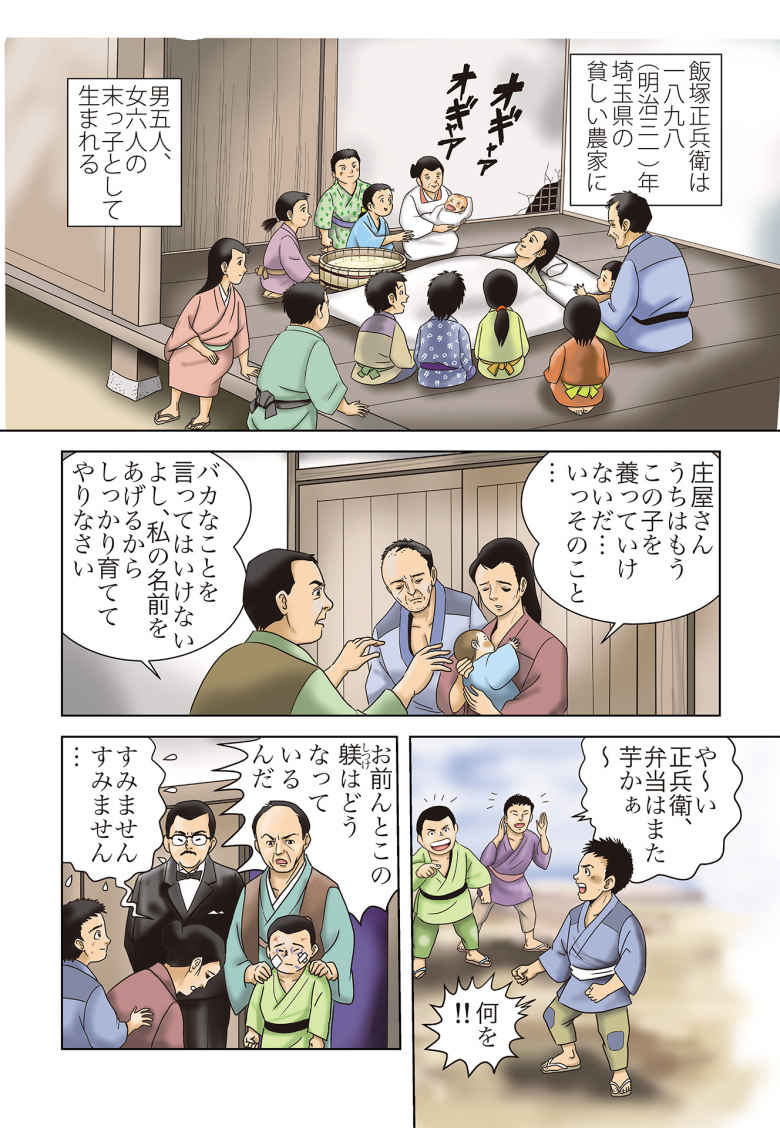 飯塚正兵衛は
一八九八
（明治三一）年
埼玉県の
貧しい農家に
オギャァ
オギャア
男五人、
女六人の
末っ子として
生まれる
庄屋さん
うちはもう
この子を
養っていけ
ないだ…
いっそのこと
…
バカなことを
言ってはいけない
よし、私の名前を
あげるから
しっかり育てて
やりなさい
や〜い
正兵衛、
弁当はまた
芋かぁ
〜
何を
!!
お前んとこの
躾はどう
しつけ
なって
いる
んだ
すみません
すみません
…